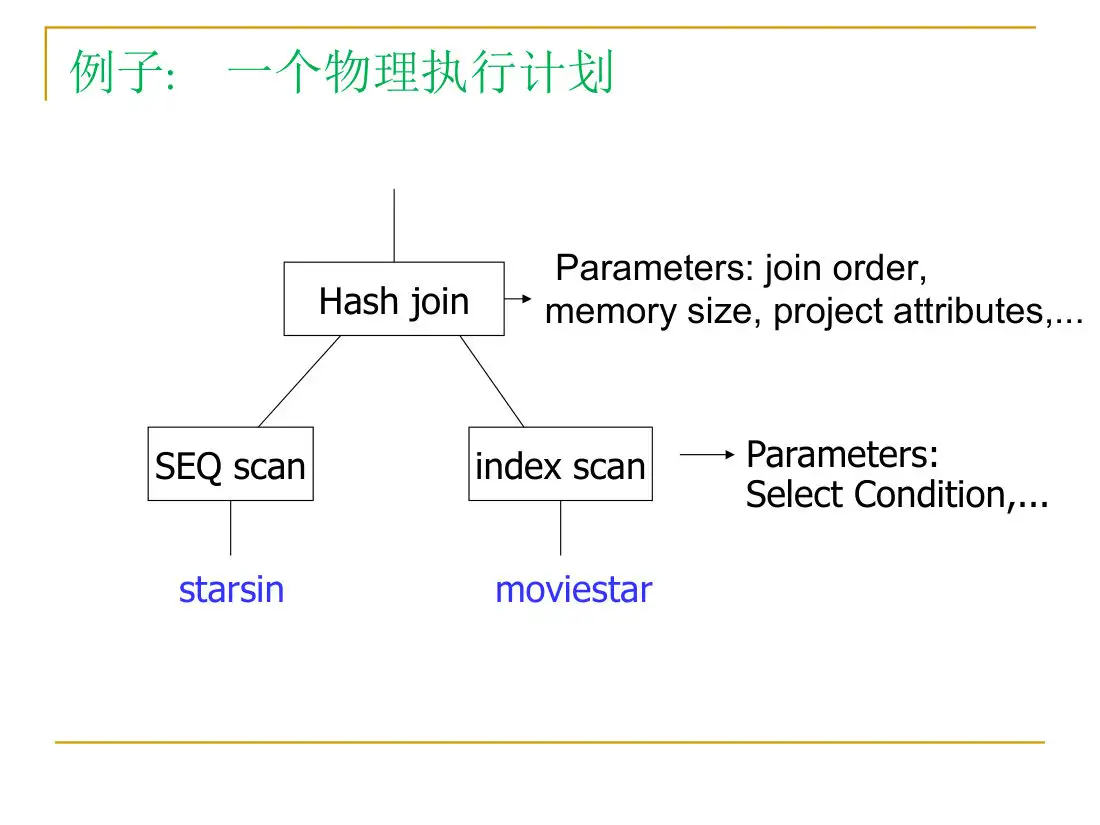 例子： 一个物理执行计划
Hash join
Parameters: join order,
memory size, project attributes,...
SEQ scan
index scan
Parameters:
Select Condition,...
starsin
moviestar